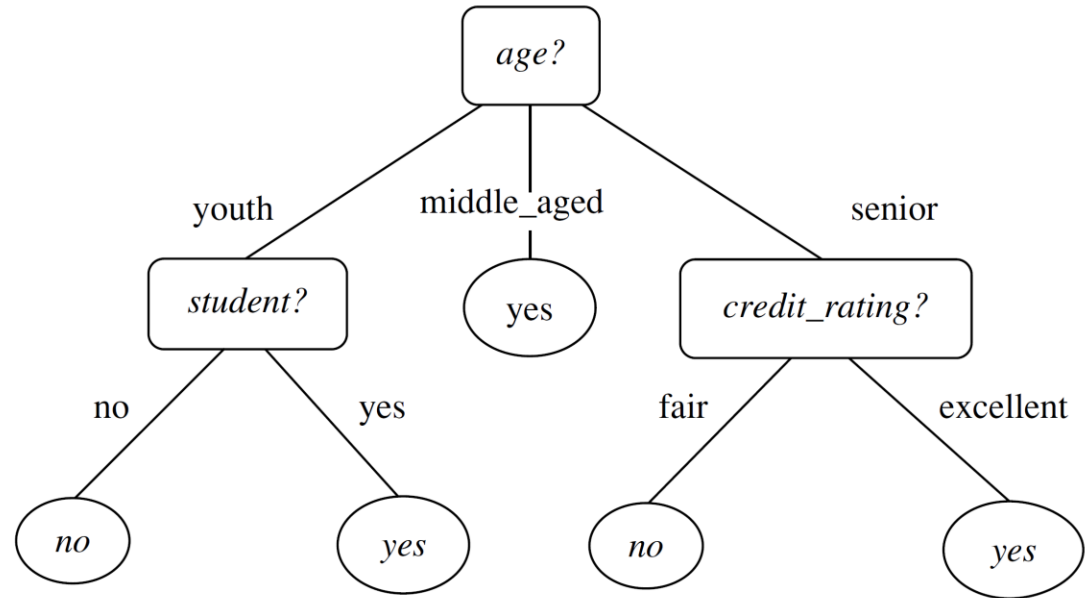 age?
youth
middle_aged
senior
student?
yes
credit_rating?
no
yes
fair
excellent
no
yes
no
yes